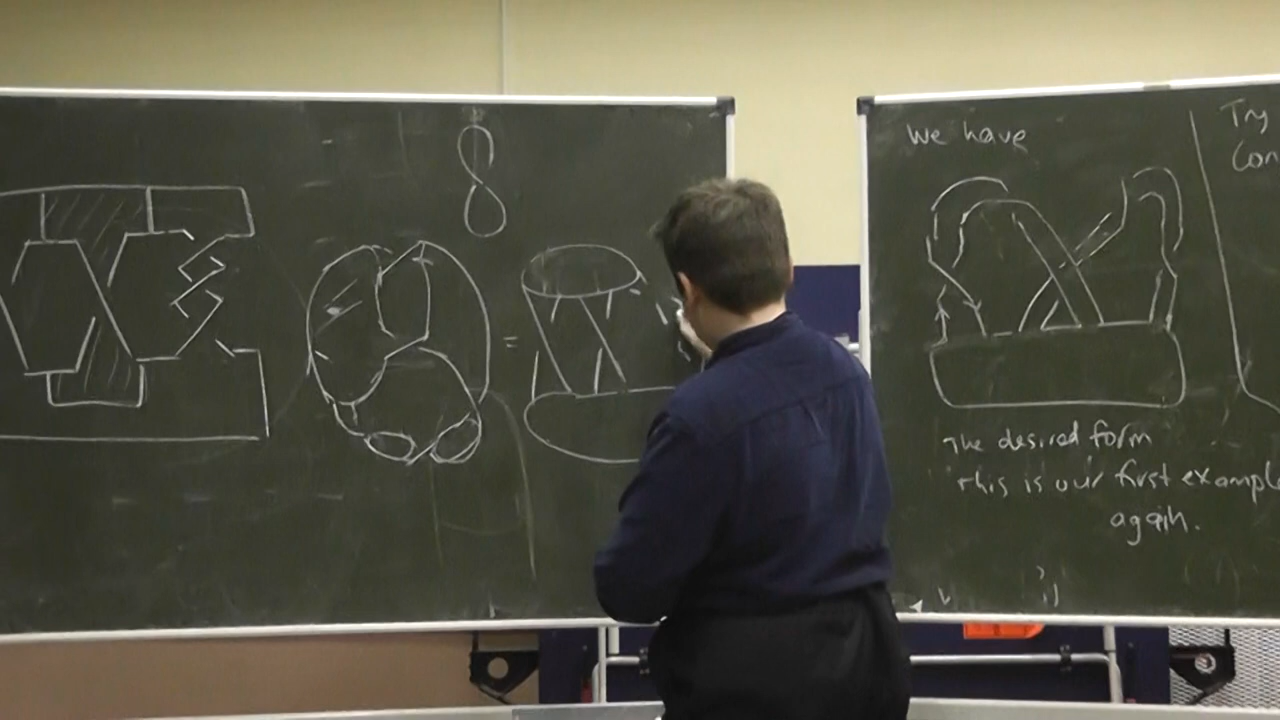 =
We have
Try
Con
The desired form
this is our first example
again.